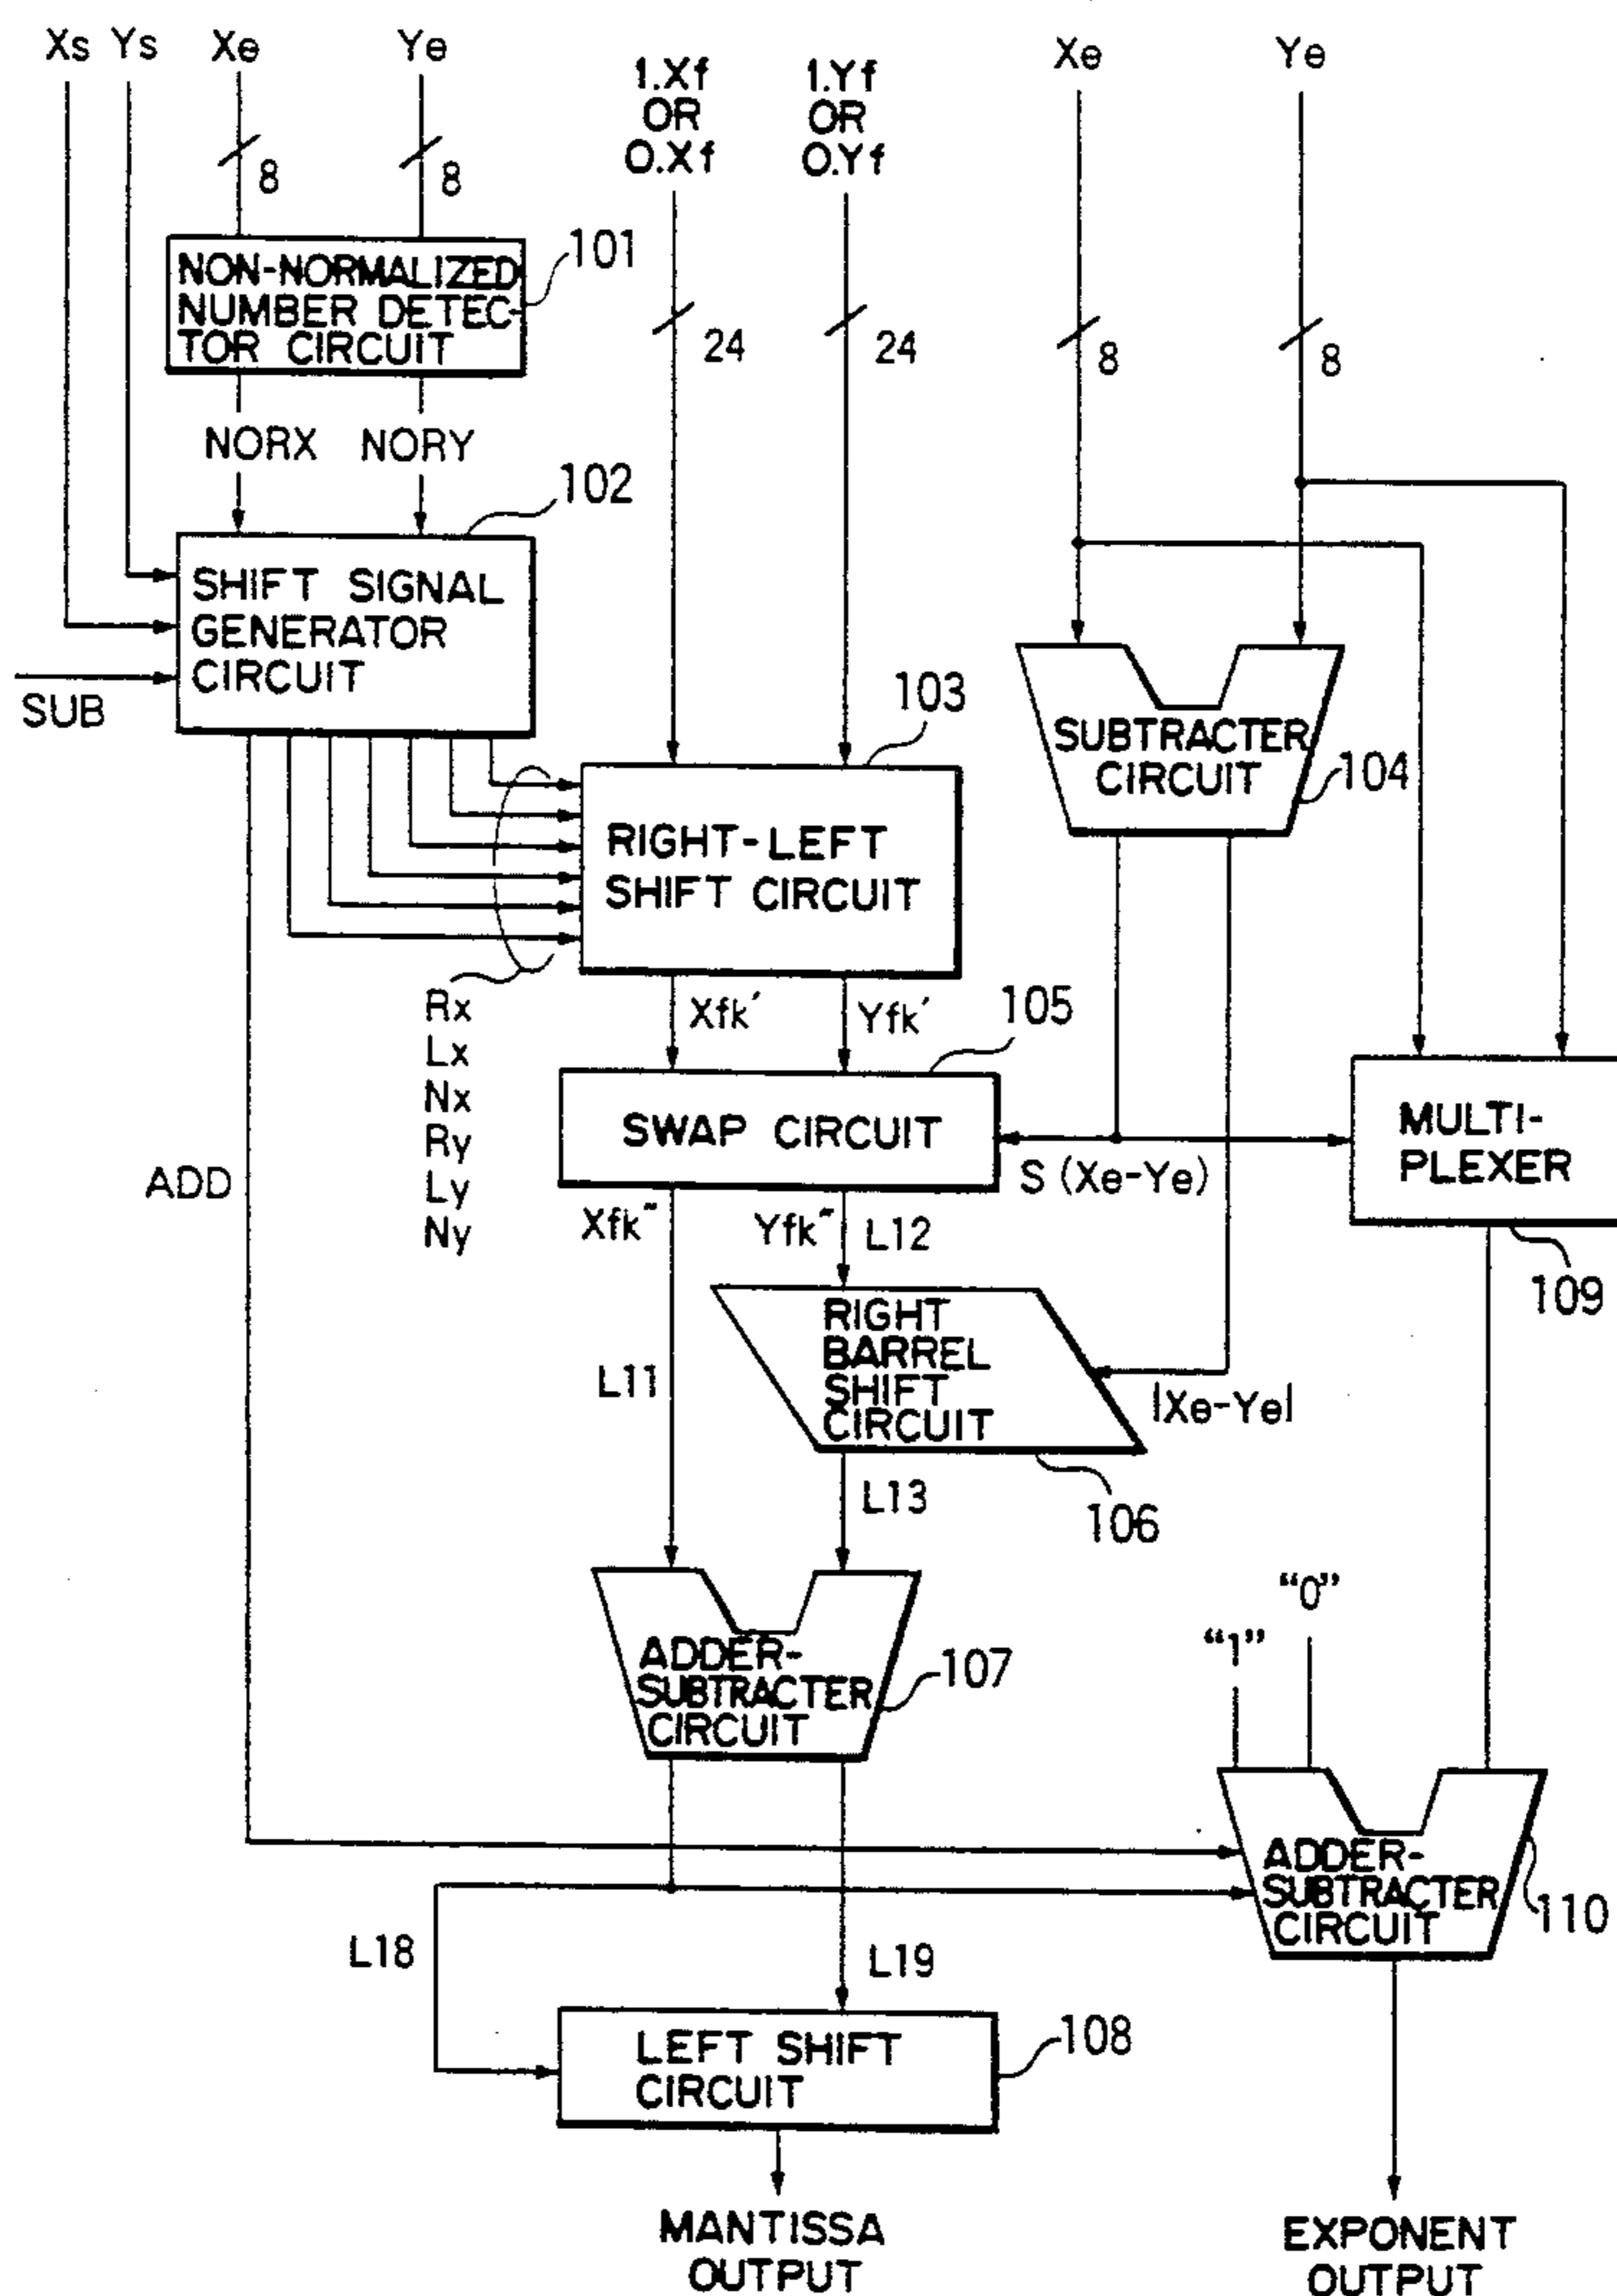 Xs Ys Xe Ye
1.Xf
OR
0.Xf
1.Yf
OR
0.Yf
Xe Ye
8 8
24 24
8 8
NON-NORMALIZED
NUMBER DETEC-
TOR CIRCUIT
101
NORX NORY
102
SHIFT SIGNAL
GENERATOR
CIRCUIT
SUB
103
RIGHT-LEFT
SHIFT CIRCUIT
SUBTRACTER
CIRCUIT
104
Rx
Lx
Nx
Ry
Ly
Ny
Xfk' Yfk'
105
SWAP CIRCUIT
S (Xe-Ye)
MULTI-
PLEXER
109
ADD
Xfk" Yfk" L12
RIGHT
BARREL
SHIFT
CIRCUIT
L11
|Xe-Ye|
L13
106
ADDER-
SUBTRACTER
CIRCUIT
107
"1" "0"
ADDER-
SUBTRACTER
CIRCUIT
110
L18 L19
LEFT SHIFT
CIRCUIT
108
MANTISSA
OUTPUT
EXPONENT
OUTPUT